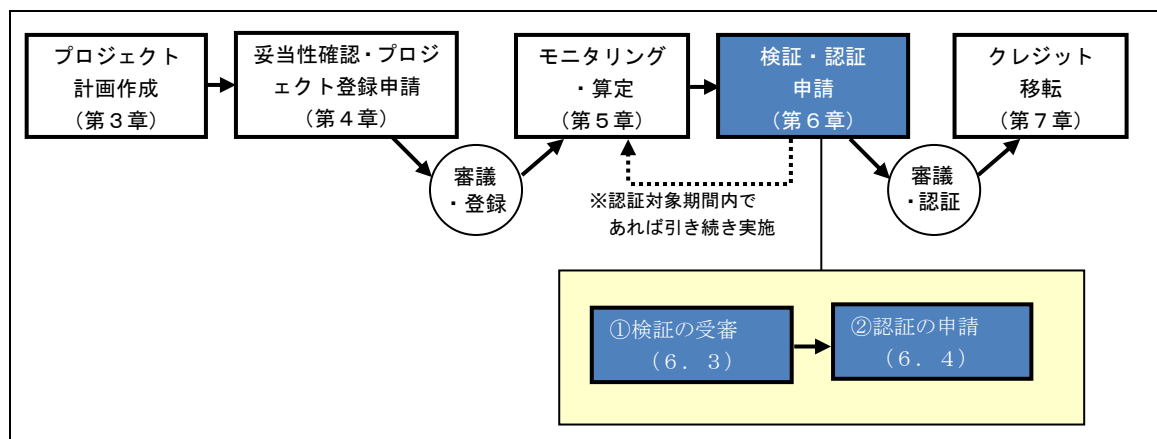 プロジェクト
計画作成
（第３章）
妥当性確認・プロジ
ェクト登録申請
（第４章）
審議
・登録
モニタリング
・算定
（第５章）
検証・認証
申請
（第６章）
審議
・認証
クレジット
移転
（第７章）
※認証対象期間内で
あれば引き続き実施
①検証の受審
（６．３）
②認証の申請
（６．４）